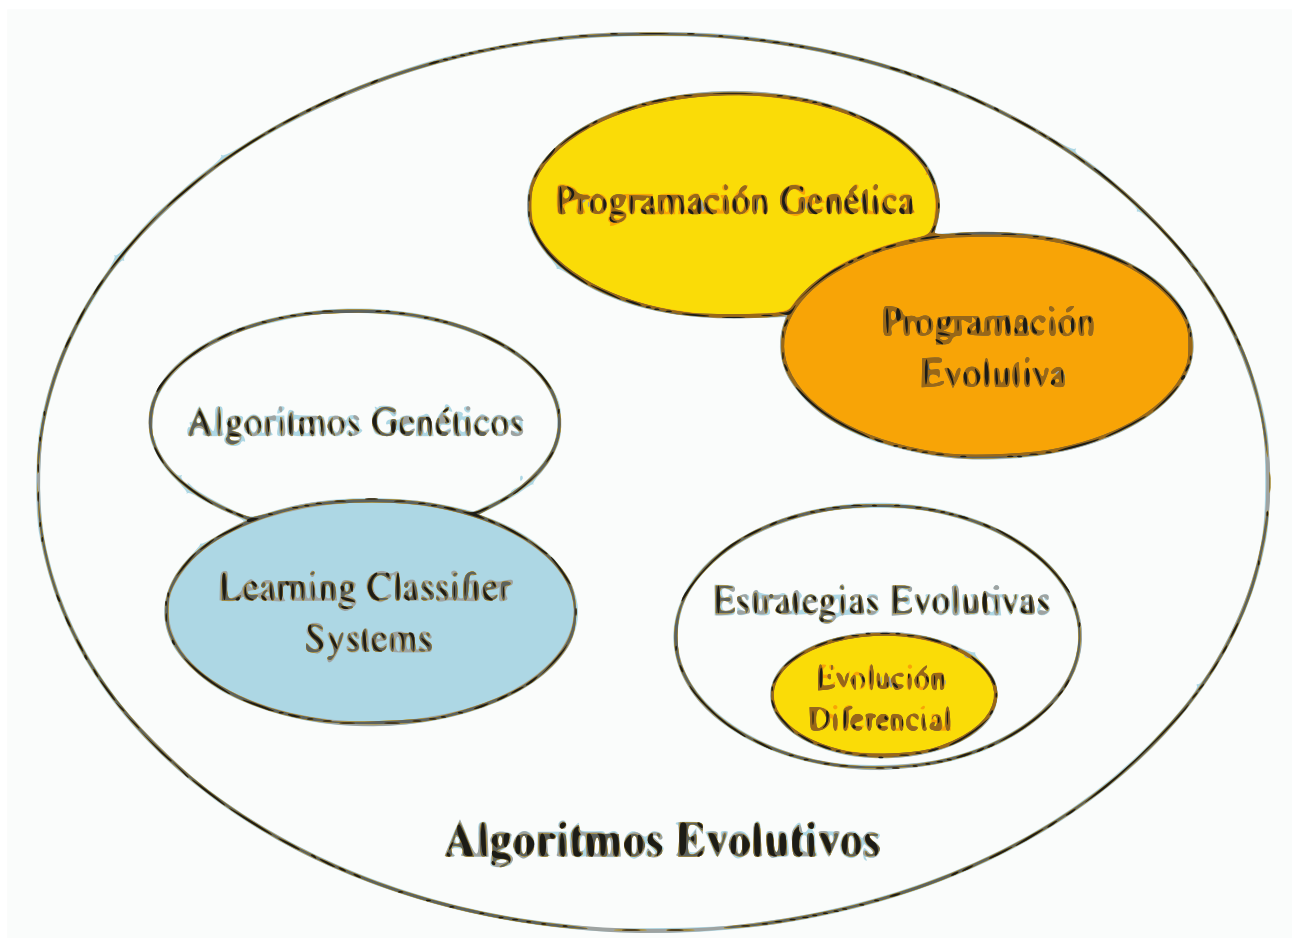 Programación Genética
Programación
Evolutiva
Algoritmos Genéticos
Learning Classifier
Systems
Estrategias Evolutivas
Evolución
Diferencial
Algoritmos Evolutivos